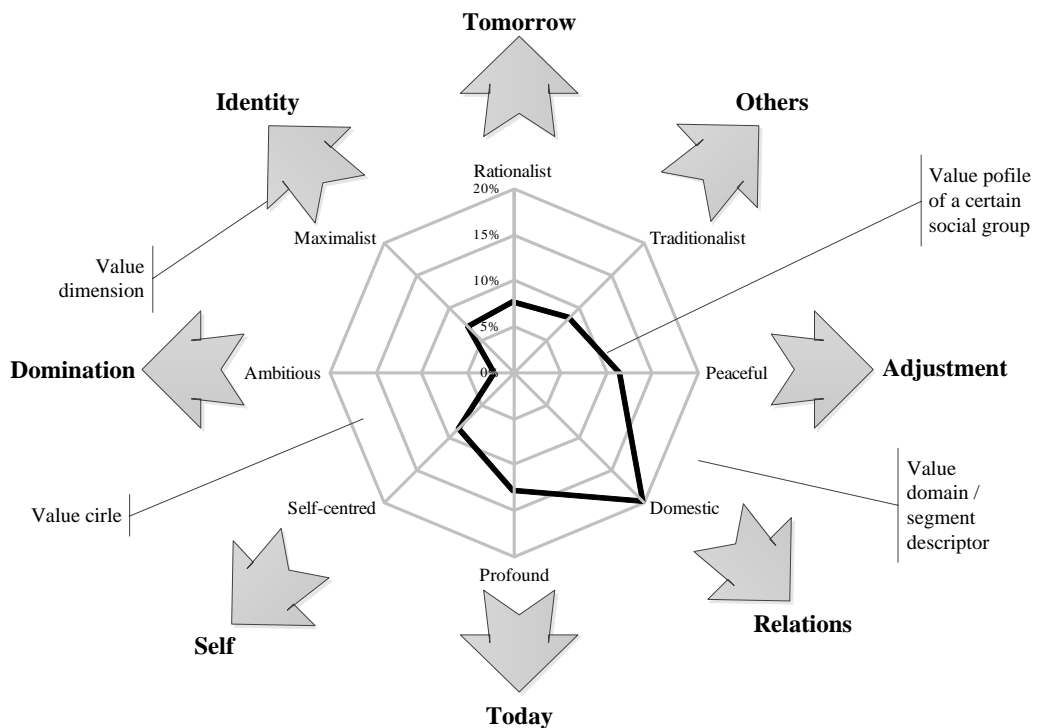 Tomorrow
Identity
Others
Rationalist
20%
Value pofile
of a certain
social group
Maximalist
15%
Traditionalist
Value
dimension
10%
5%
Domination
Ambitious
0%
Peaceful
Adjustment
Value cirle
Self-centred
Domestic
Value
domain /
segment
descriptor
Profound
Self
Relations
Today